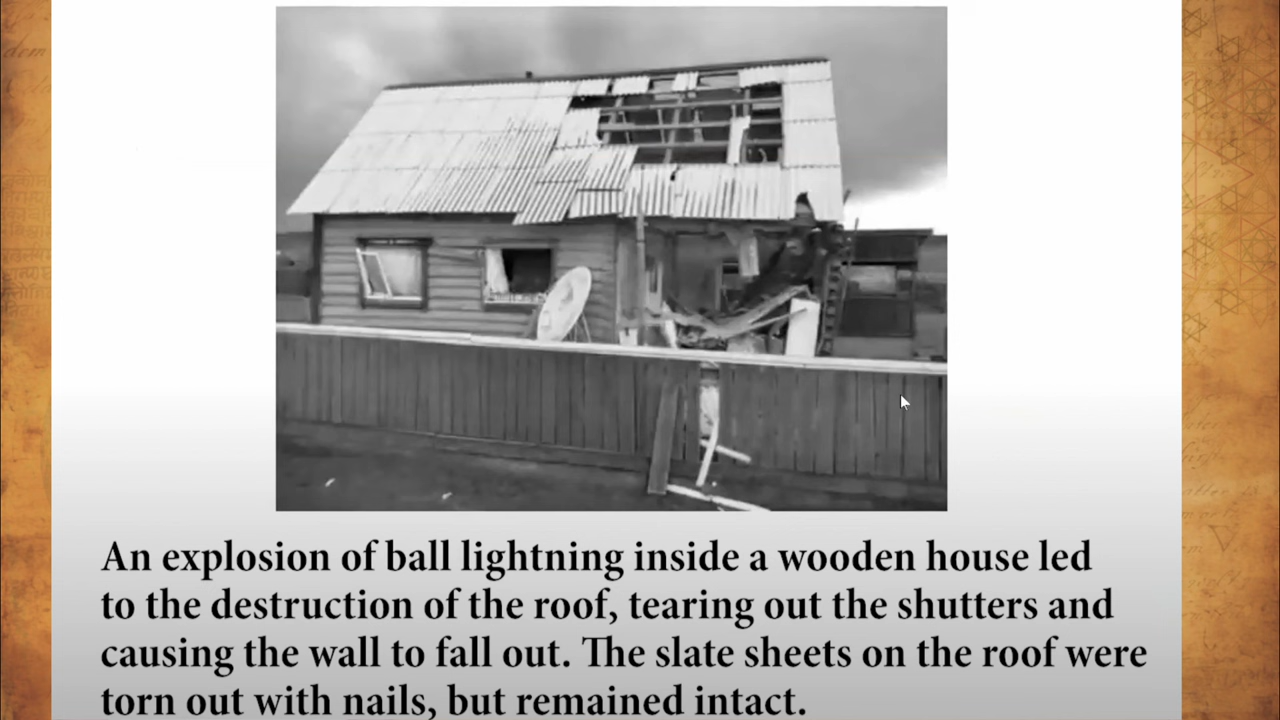 An explosion of ball lightning inside a wooden house led
to the destruction of the roof, tearing out the shutters and
causing the wall to fall out. The slate sheets on the roof were
torn out with nails, but remained intact.